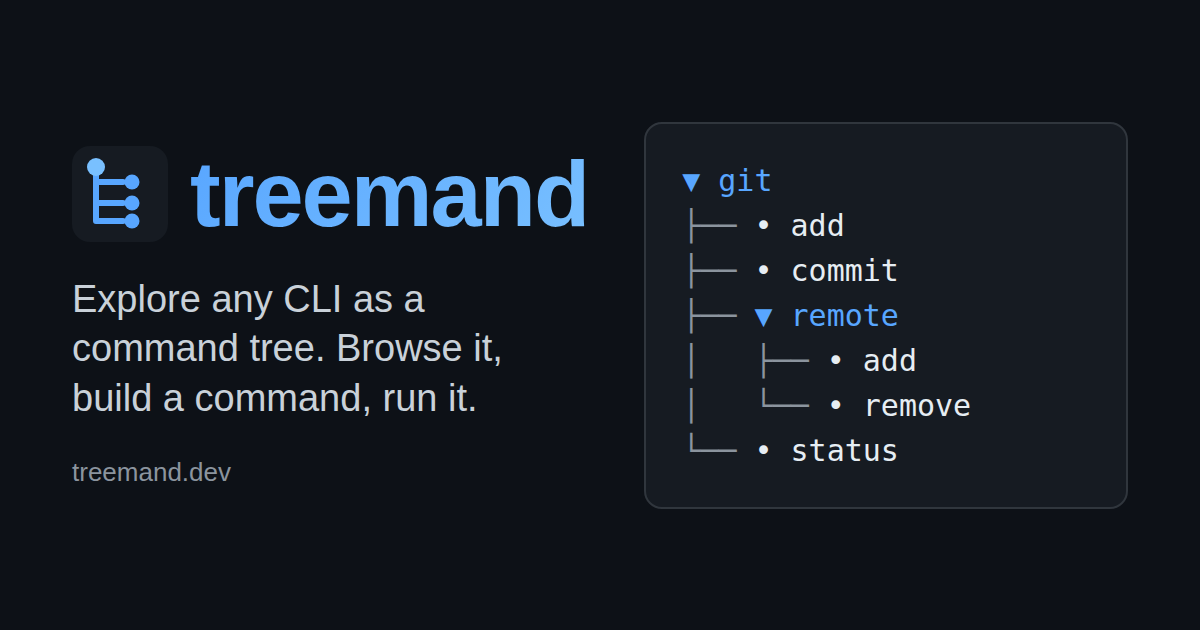 treemand
Explore any CLI as a
command tree. Browse it,
build a command, run it.
treemand.dev
▼ git
├── • add
├── • commit
├── ▼ remote
│   ├── • add
│   └── • remove
└── • status